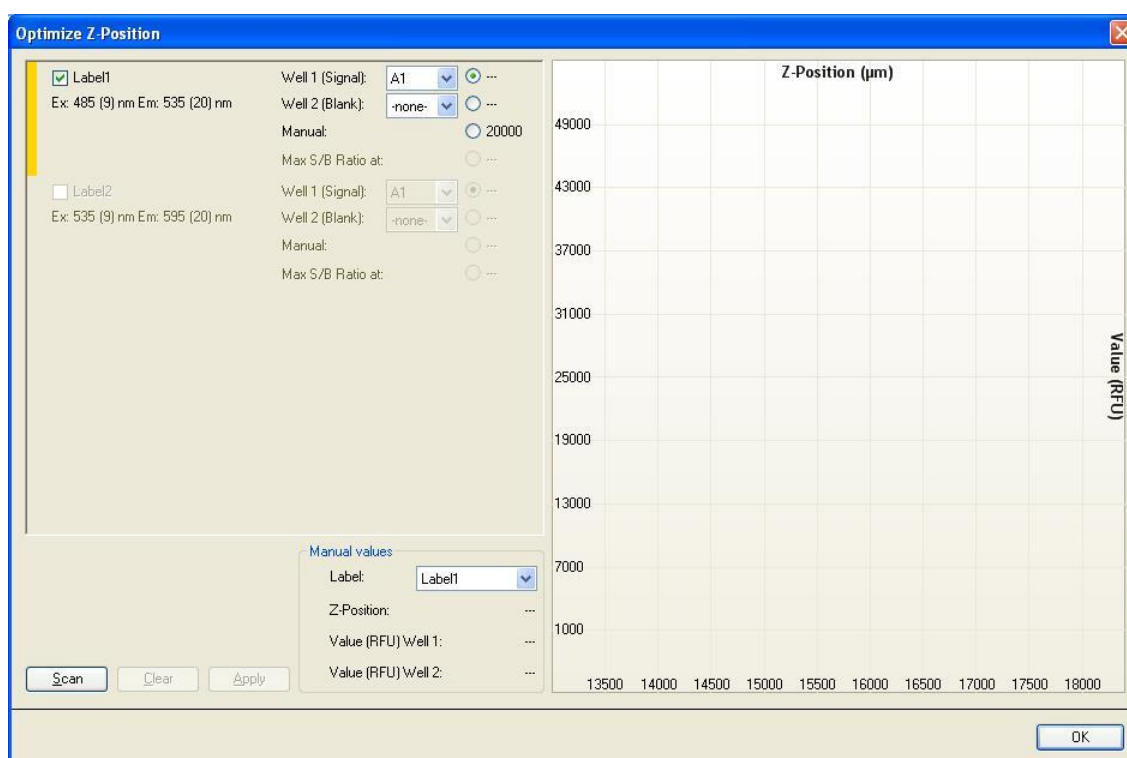 Optimize Z-Position
Label1 Well 1 (Signal): A1 ---
Ex: 485 (9) nm Em: 535 (20) nm Well 2 (Blank): -none- ---
Manual: 20000
Max S/B Ratio at: ---
Label2 Well 1 (Signal): A1 ---
Ex: 535 (9) nm Em: 595 (20) nm Well 2 (Blank): -none- ---
Manual: ---
Max S/B Ratio at: ---
Manual values
Label: Label1
Z-Position: ---
Value (RFU) Well 1: ---
Value (RFU) Well 2: ---
Scan Clear Apply
Z-Position (µm)
49000
43000
37000
31000
25000
19000
13000
7000
1000
Value (RFU)
13500 14000 14500 15000 15500 16000 16500 17000 17500 18000
OK